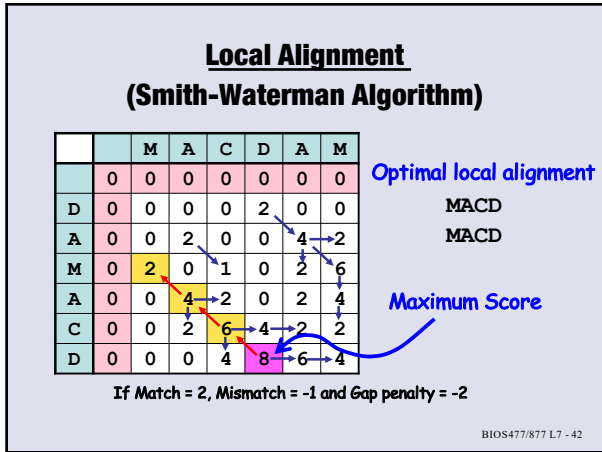 Local Alignment
(Smith-Waterman Algorithm)
M A C D A M
0 0 0 0 0 0 0
D 0 0 0 0 2 0 0
A 0 0 2 0 0 4 2
M 0 2 0 1 0 2 6
A 0 0 4 2 0 2 4
C 0 0 2 6 4 2 2
D 0 0 0 4 8 6 4
Optimal local alignment
MACD
MACD
Maximum Score
If Match = 2, Mismatch = -1 and Gap penalty = -2
BIOS477/877 L7 - 42